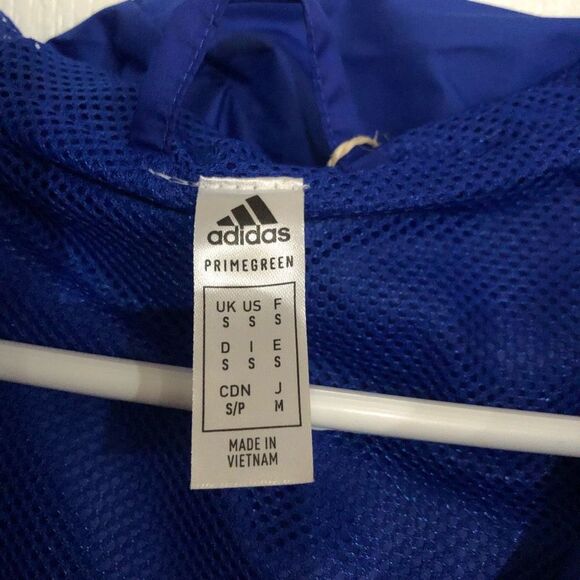 adidas
PRIMEGREEN
UK US F
S S S
D I E
S S S
CDN J
S/P M
MADE IN
VIETNAM